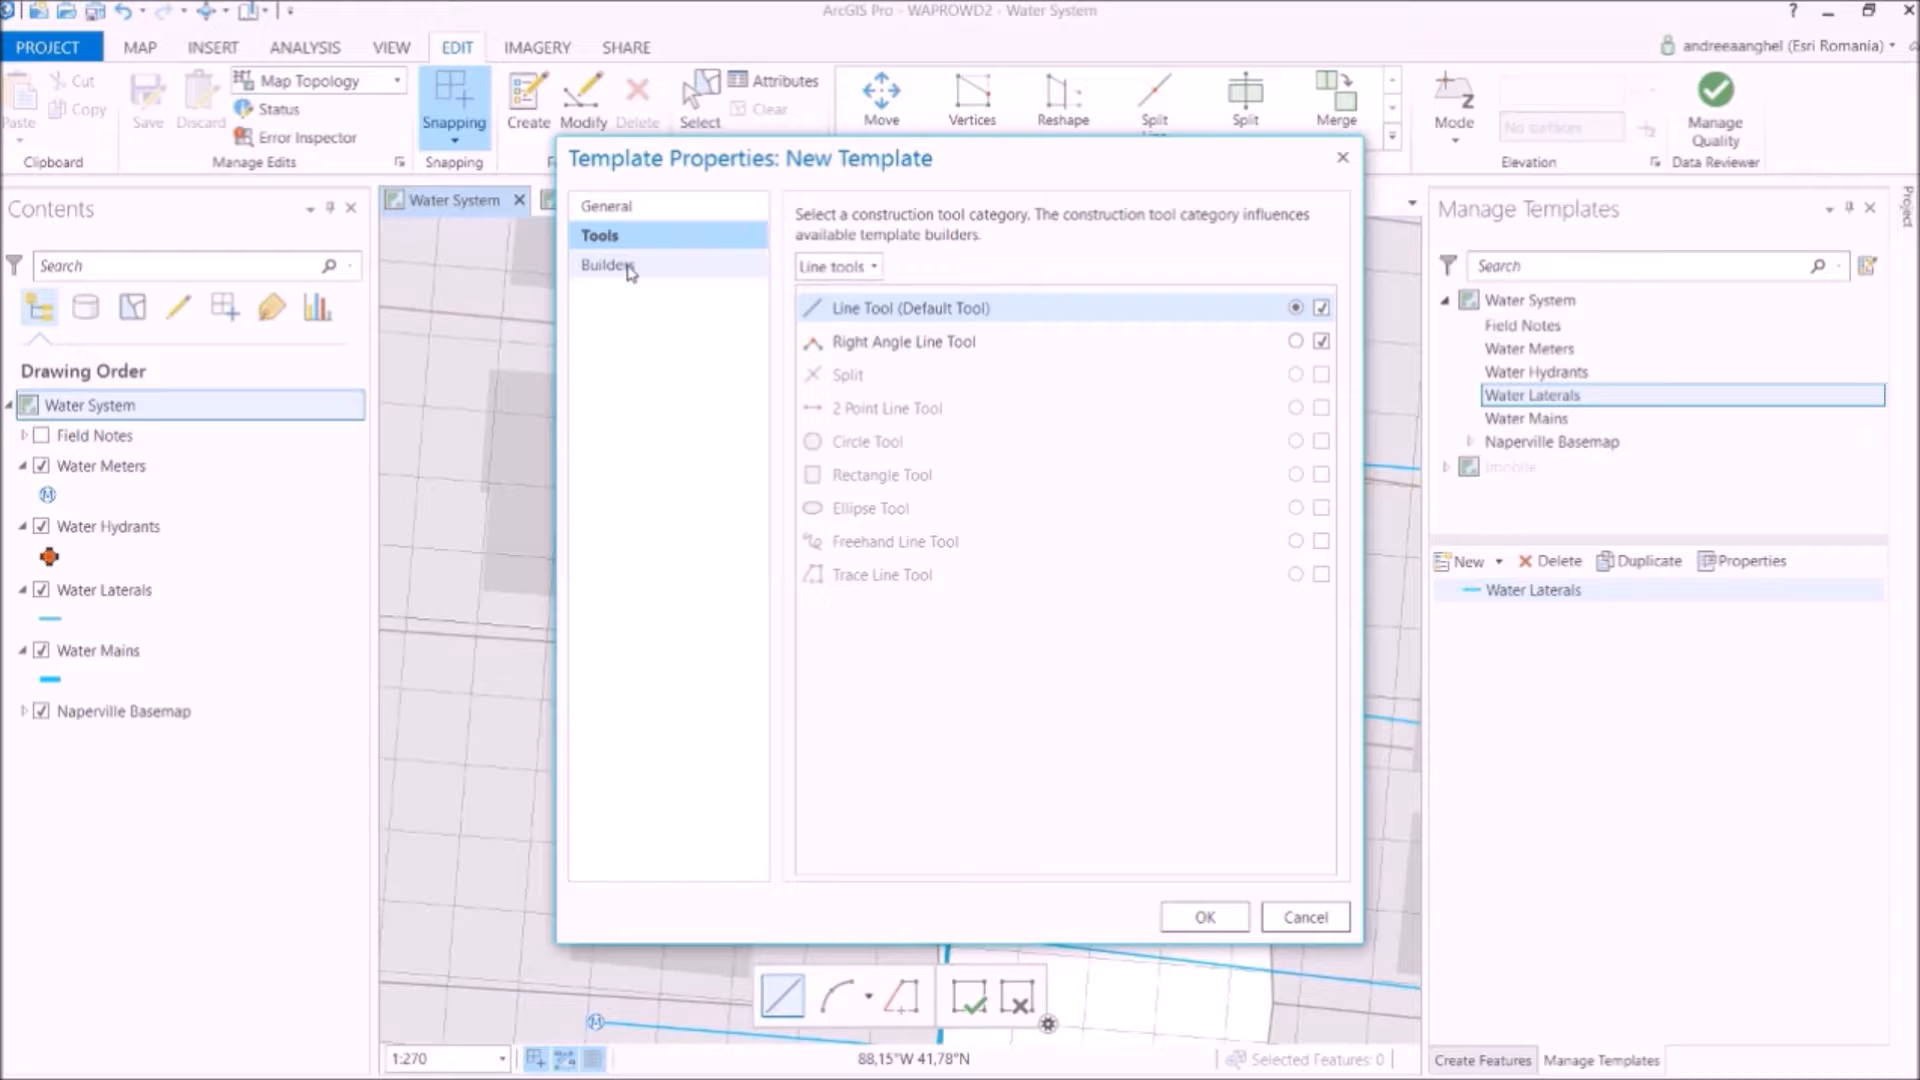 ArcGIS Pro - WAPROWD2 - Water System
?
PROJECT
MAP
INSERT
ANALYSIS
VIEW
EDIT
IMAGERY
SHARE
andreeaanghel (Esri Romania)
Paste
Cut
Copy
Clipboard
Save
Discard
Map Topology
Status
Error Inspector
Manage Edits
Snapping
Snapping
Create
Modify
Delete
Select
Attributes
Clear
Move
Vertices
Reshape
Split
Split
Merge
Mode
No surfaces
Elevation
Manage
Quality
Data Reviewer
Contents
Search
Drawing Order
Water System
Field Notes
Water Meters
M
Water Hydrants
Water Laterals
Water Mains
Naperville Basemap
Water System
Template Properties: New Template
General
Tools
Builders
Select a construction tool category. The construction tool category influences
available template builders.
Line tools
Line Tool (Default Tool)
Right Angle Line Tool
Split
2 Point Line Tool
Circle Tool
Rectangle Tool
Ellipse Tool
Freehand Line Tool
Trace Line Tool
OK
Cancel
M
1:270
88,15°W 41,78°N
Selected Features: 0
Manage Templates
Project
Search
Water System
Field Notes
Water Meters
Water Hydrants
Water Laterals
Water Mains
Naperville Basemap
Imobile
New
Delete
Duplicate
Properties
Water Laterals
Create Features
Manage Templates